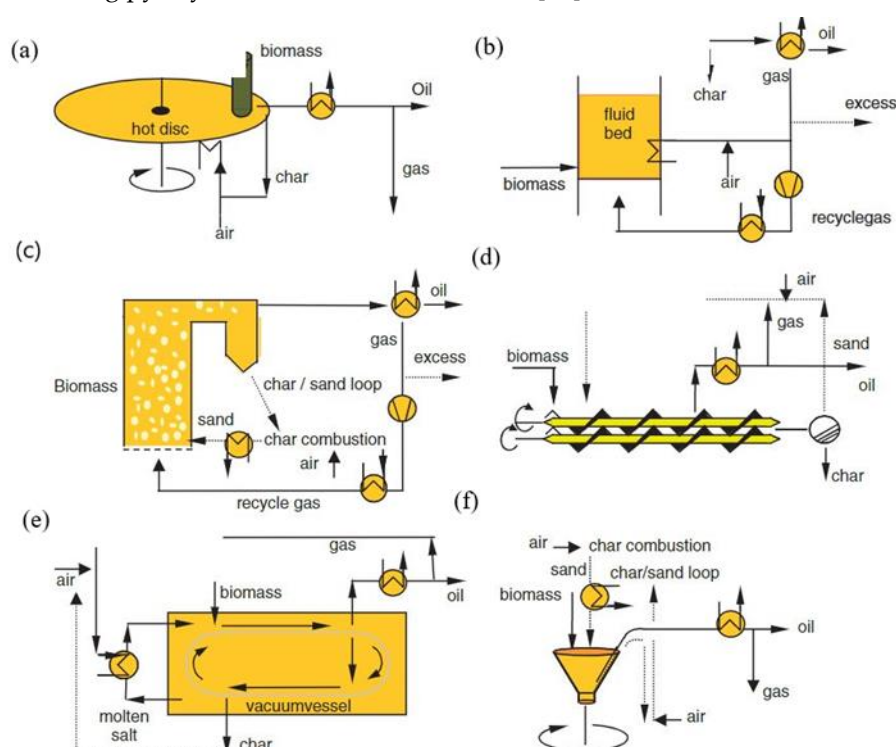 (a)
biomass
hot disc
Oil
gas
char
air
(b)
oil
gas
char
fluid
bed
excess
biomass
air
recyclegas
(c)
oil
gas
excess
Biomass
char / sand loop
sand
char combustion
air
recycle gas
(d)
air
gas
sand
biomass
oil
char
(e)
gas
air
biomass
oil
vacuumvessel
molten
salt
char
(f)
air
char combustion
sand
char/sand loop
biomass
oil
gas
air